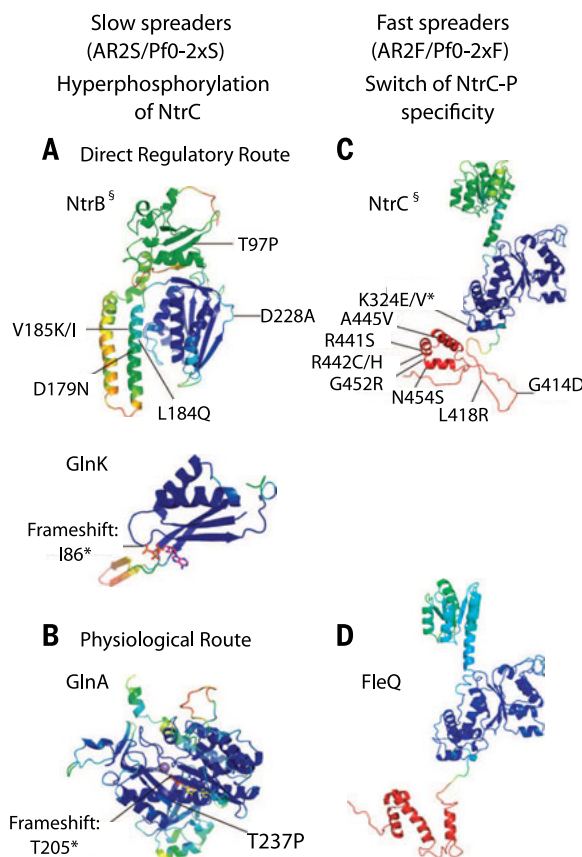 Slow spreaders
(AR2S/Pf0-2xS)
Hyperphosphorylation
of NtrC
Fast spreaders
(AR2F/Pf0-2xF)
Switch of NtrC-P
specificity
A Direct Regulatory Route
NtrB§
T97P
D228A
V185K/I
D179N
L184Q
GlnK
Frameshift:
I86*
B Physiological Route
GlnA
Frameshift:
T205*
T237P
C
NtrC§
K324E/V*
A445V
R441S
R442C/H
G452R
N454S
L418R
G414D
D
FleQ